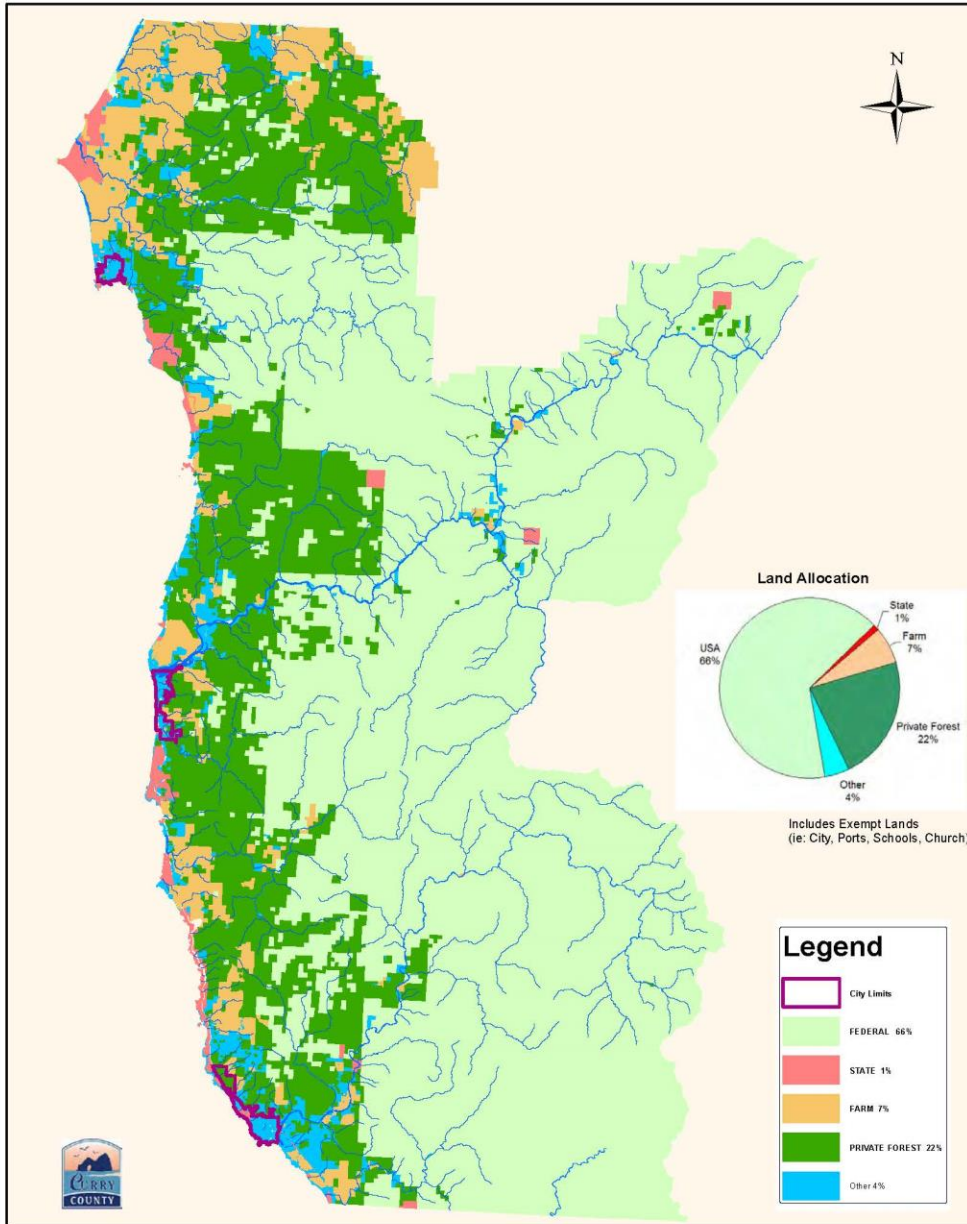 N
Land Allocation
State
1%
Farm
7%
USA
66%
Private Forest
22%
Other
4%
Includes Exempt Lands
(ie: City, Ports, Schools, Church)
Legend
City Limits
FEDERAL 66%
STATE 1%
FARM 7%
PRIVATE FOREST 22%
Other 4%
CURRY
COUNTY